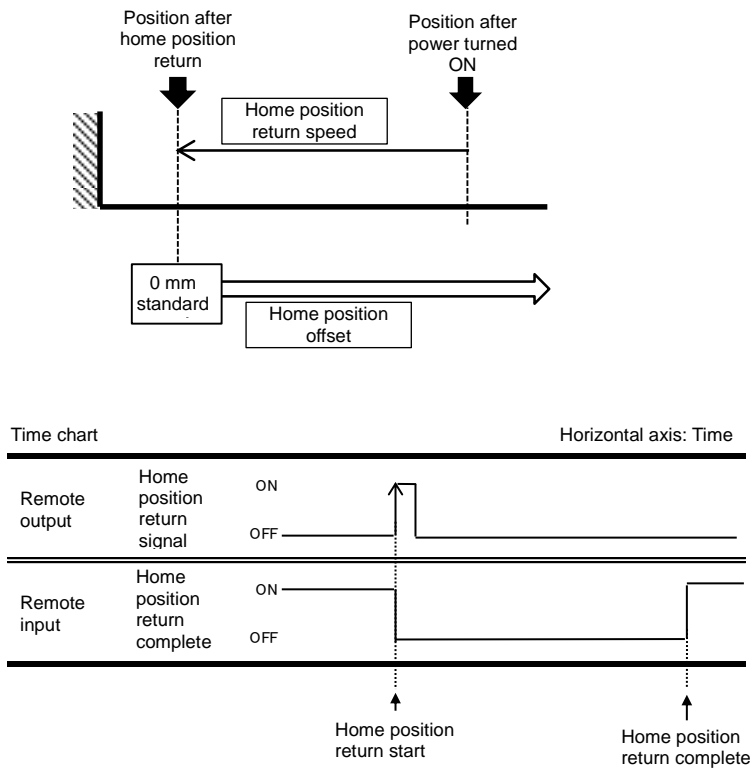 Position after
home position
return
Position after
power turned
ON
Home position
return speed
0 mm
standard
Home position
offset
Time chart
Horizontal axis: Time
Remote
output
Home
position
return
signal
ON
OFF
Remote
input
Home
position
return
complete
ON
OFF
Home position
return start
Home position
return complete